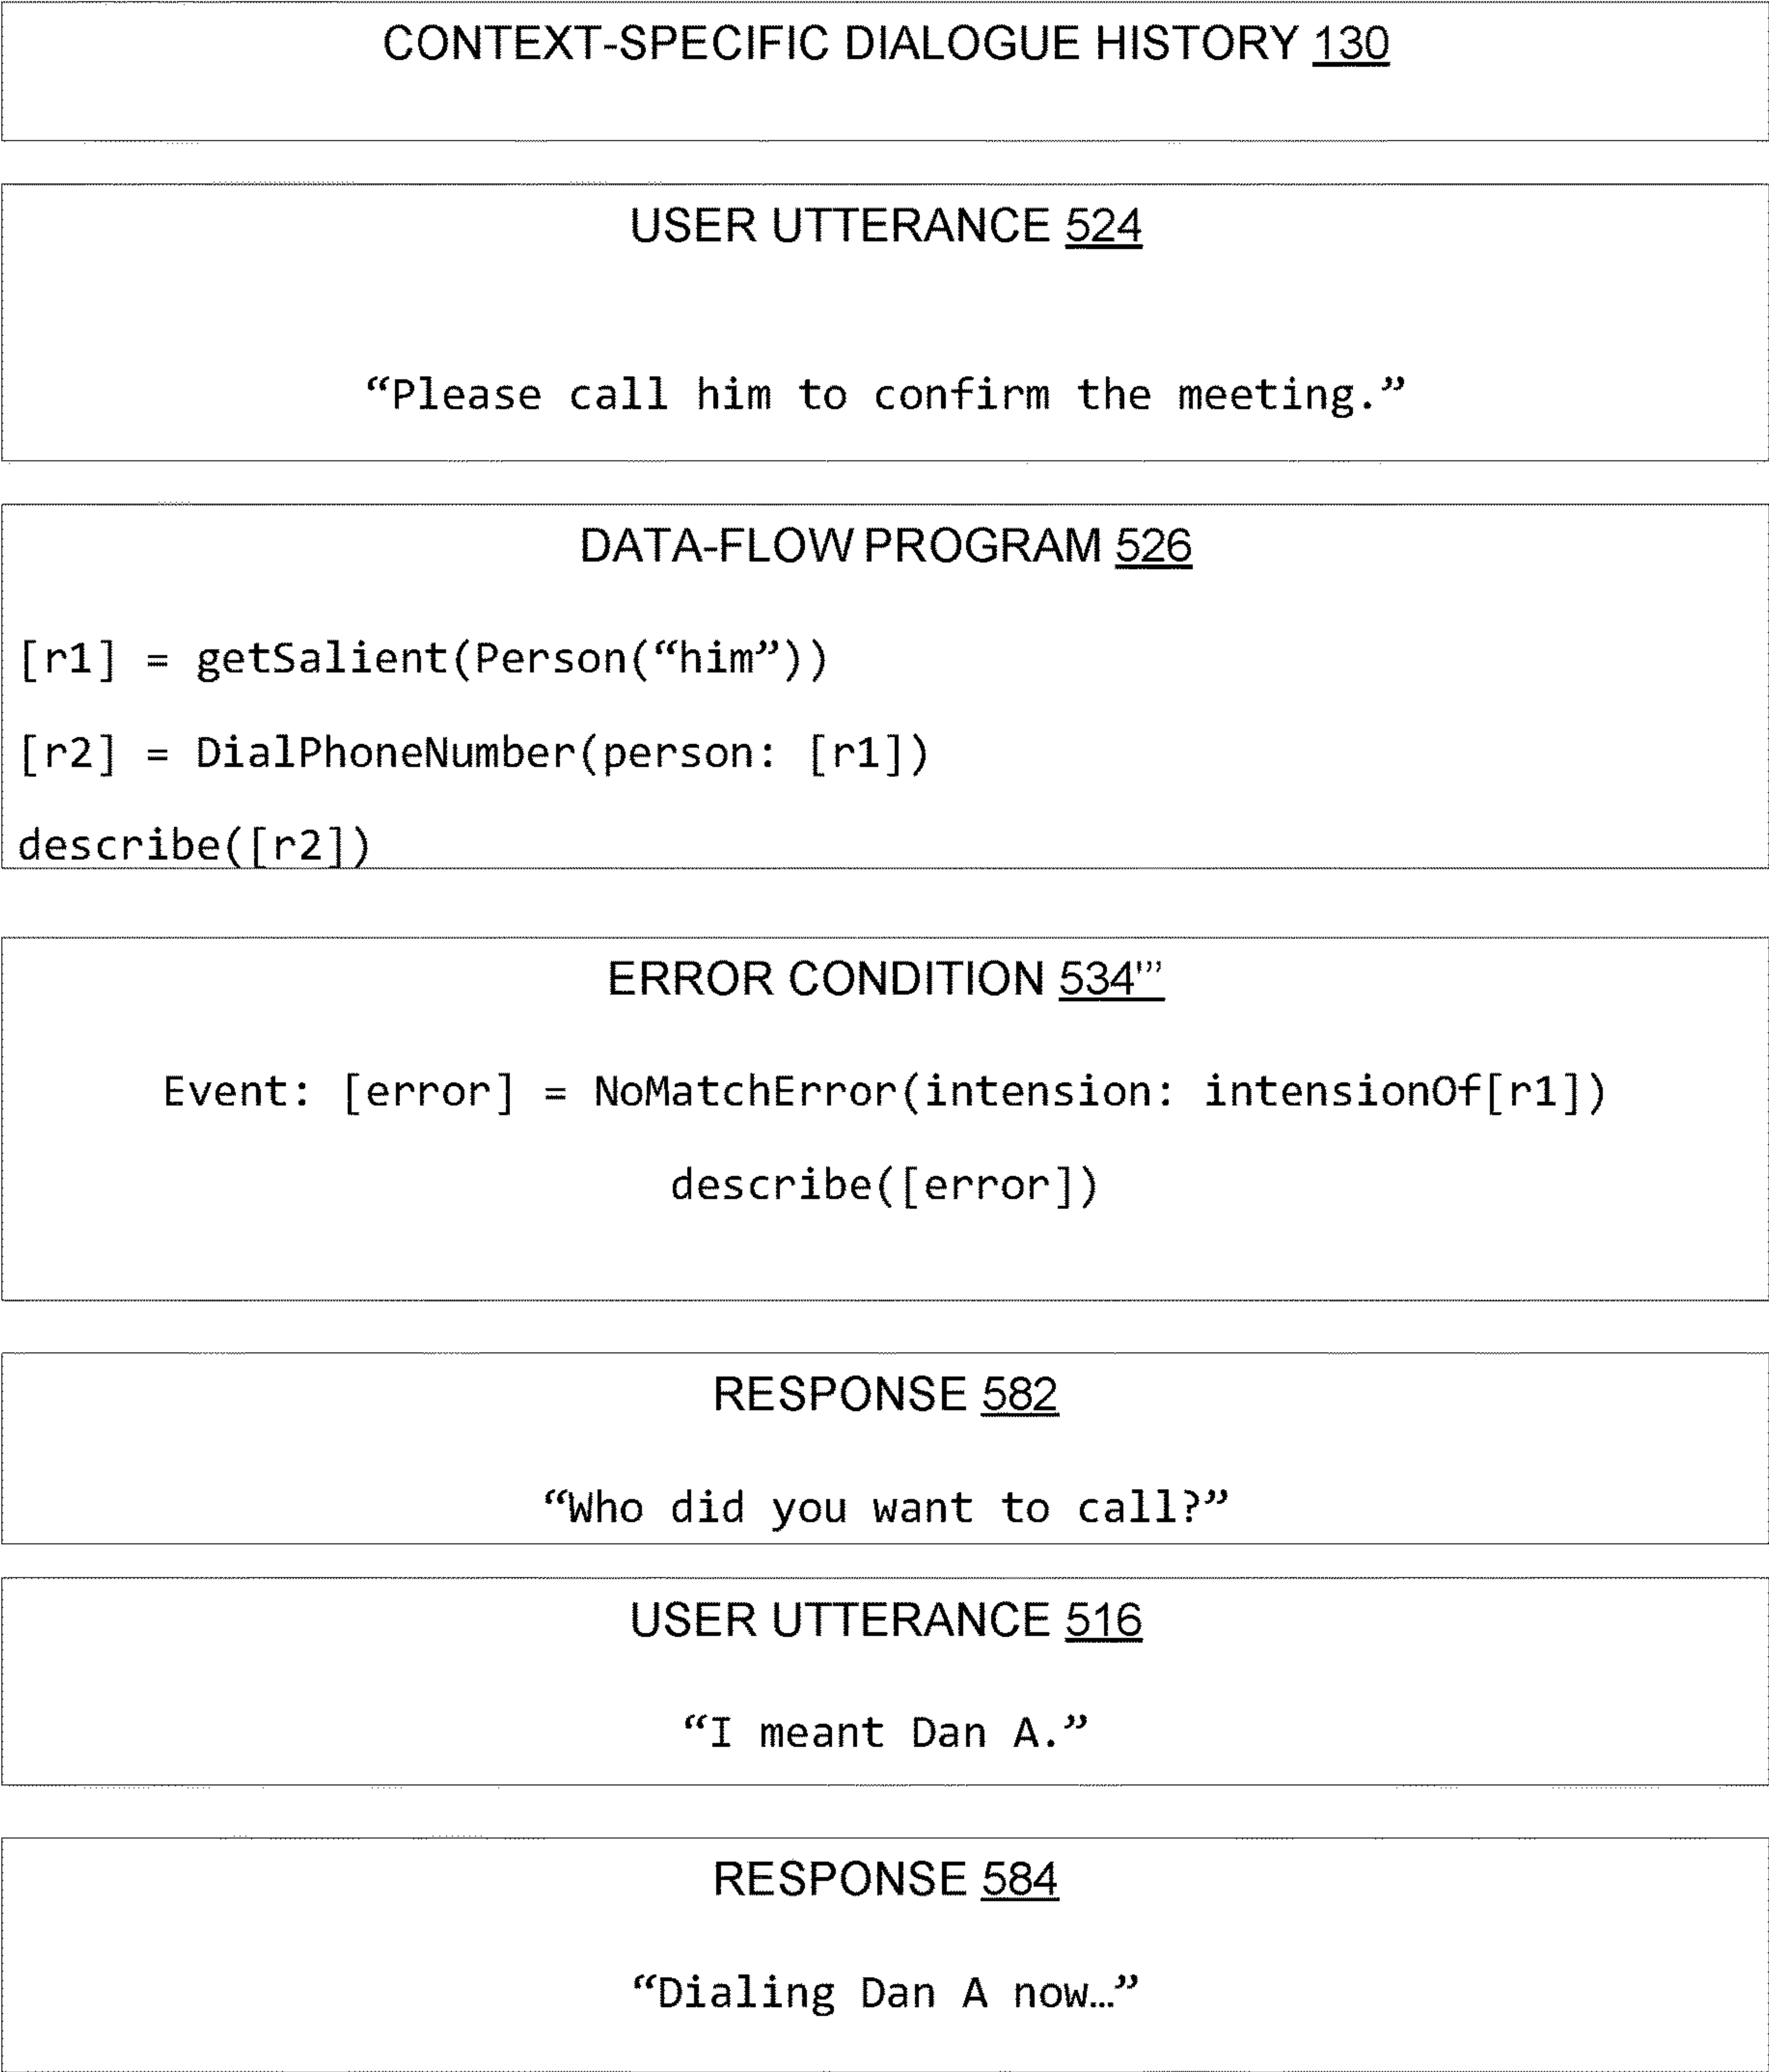 CONTEXT-SPECIFIC DIALOGUE HISTORY 130
USER UTTERANCE 524
“Please call him to confirm the meeting.”
DATA-FLOW PROGRAM 526
[r1] = getSalient(Person(“him”))
[r2] = DialPhoneNumber(person: [r1])
describe([r2])
ERROR CONDITION 534'''
Event: [error] = NoMatchError(intension: intensionOf[r1])
describe([error])
RESPONSE 582
“Who did you want to call?”
USER UTTERANCE 516
“I meant Dan A.”
RESPONSE 584
“Dialing Dan A now…”